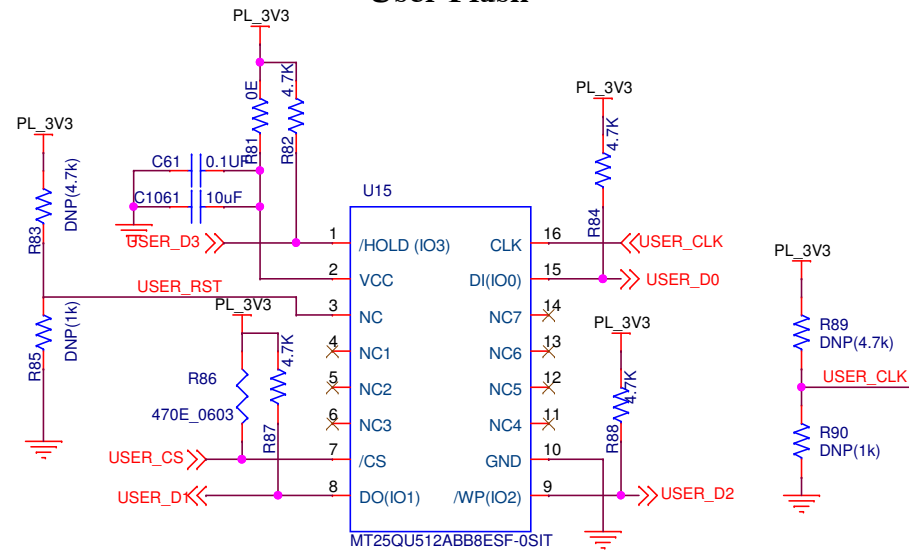 User Flash
PL_3V3
PL_3V3
PL_3V3
0E
4.7K
4.7K
R81
R82
C61
0.1UF
C1061
10uF
R83
DNP(4.7k)
R84
U15
USER_D3
1
/HOLD (IO3)
CLK
16
USER_CLK
2
VCC
DI(IO0)
15
USER_D0
PL_3V3
USER_RST
3
NC
NC7
14
PL_3V3
PL_3V3
R85
DNP(1k)
4
NC1
NC6
13
R89
DNP(4.7k)
4.7K
R86
470E_0603
R87
5
NC2
NC5
12
4.7K
R88
USER_CLK
6
NC3
NC4
11
R90
DNP(1k)
USER_CS
7
/CS
GND
10
USER_D1
8
DO(IO1)
/WP(IO2)
9
USER_D2
MT25QU512ABB8ESF-0SIT